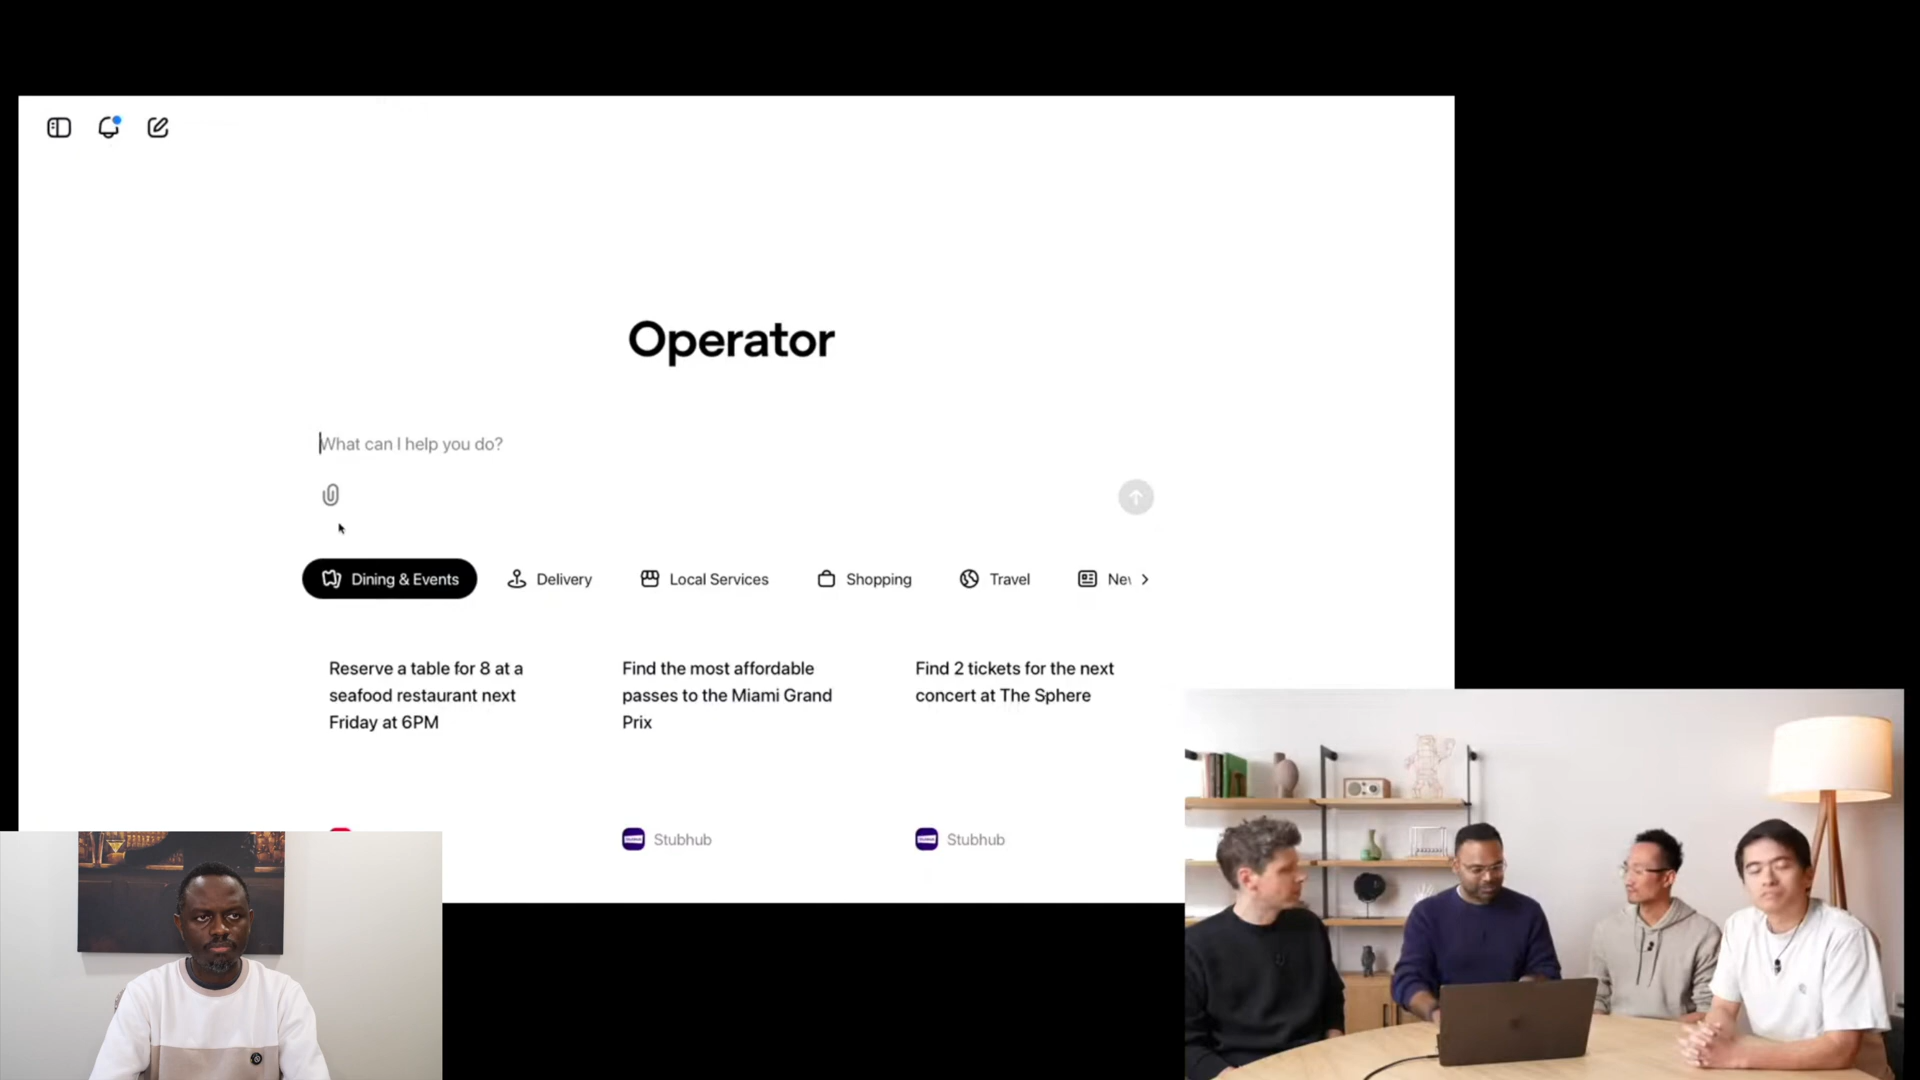 Operator
What can I help you do?
Dining & Events
Delivery
Local Services
Shopping
Travel
Nev
Reserve a table for 8 at a
seafood restaurant next
Friday at 6PM
Find the most affordable
passes to the Miami Grand
Prix
Find 2 tickets for the next
concert at The Sphere
Stubhub
Stubhub